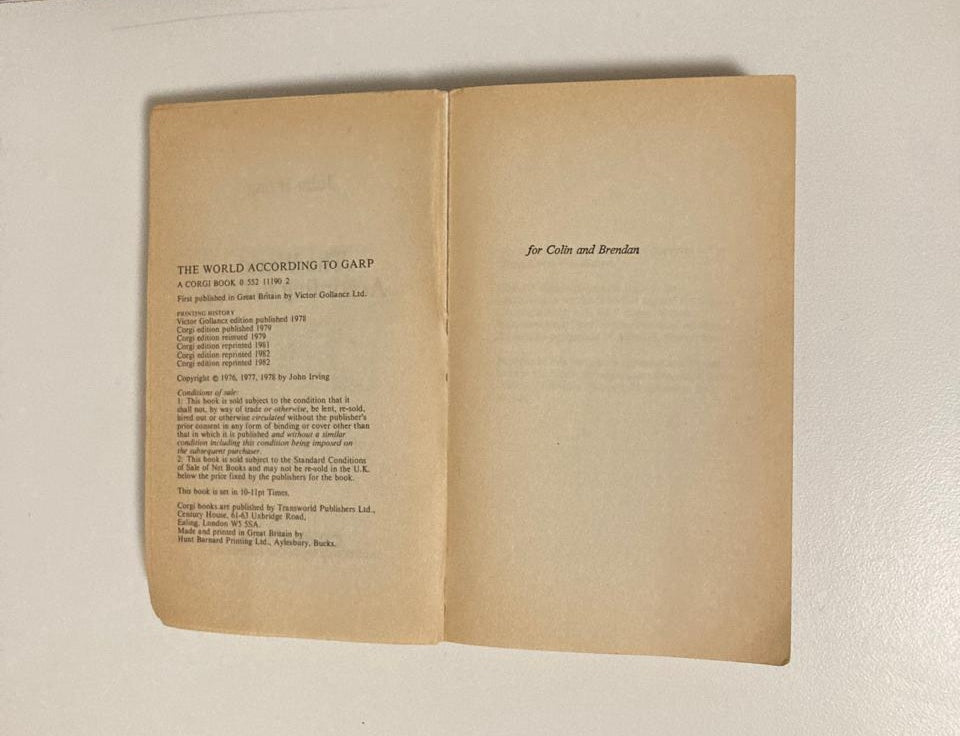 THE WORLD ACCORDING TO GARP
A CORGI BOOK 0 552 11190 2
First published in Great Britain by Victor Gollancz Ltd.
PRINTING HISTORY
Victor Gollancz edition published 1978
Corgi edition published 1979
Corgi edition reissued 1979
Corgi edition reprinted 1981
Corgi edition reprinted 1982
Corgi edition reprinted 1982
Copyright © 1976, 1977, 1978 by John Irving
Conditions of sale:
1: This book is sold subject to the condition that it
shall not, by way of trade or otherwise, be lent, re-sold,
hired out or otherwise circulated without the publisher's
prior consent in any form of binding or cover other than
that in which it is published and without a similar
condition including this condition being imposed on
the subsequent purchaser.
2: This book is sold subject to the Standard Conditions
of Sale of Net Books and may not be re-sold in the U.K.
below the price fixed by the publishers for the book.
This book is set in 10-11pt Times.
Corgi books are published by Transworld Publishers Ltd.,
Century House, 61-63 Uxbridge Road,
Ealing, London W5 5SA.
Made and printed in Great Britain by
Hunt Barnard Printing Ltd., Aylesbury, Bucks.
for Colin and Brendan